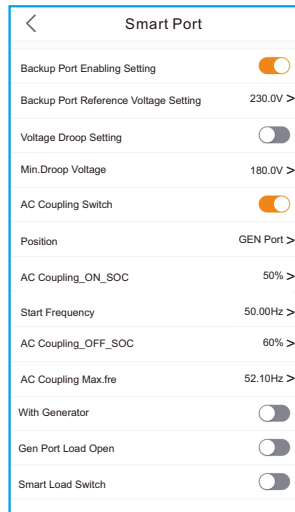 Smart Port
Backup Port Enabling Setting
Backup Port Reference Voltage Setting 230.0V >
Voltage Droop Setting
Min.Droop Voltage 180.0V >
AC Coupling Switch
Position GEN Port >
AC Coupling_ON_SOC 50% >
Start Frequency 50.00Hz >
AC Coupling_OFF_SOC 60% >
AC Coupling Max.fre 52.10Hz >
With Generator
Gen Port Load Open
Smart Load Switch